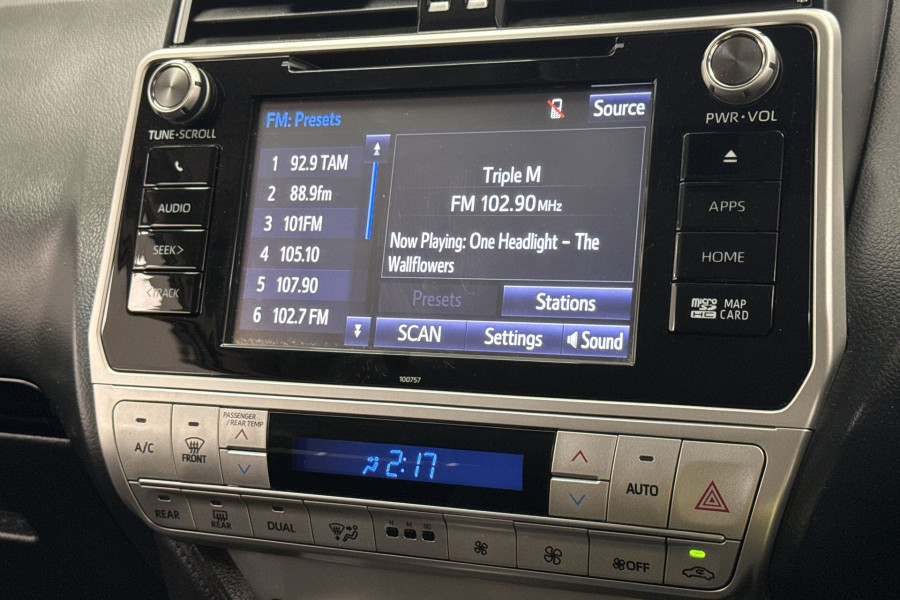 FM: Presets
Source
TUNE•SCROLL
PWR•VOL
AUDIO
SEEK>
<TRACK
1 92.9 TAM
2 88.9fm
3 101FM
4 105.10
5 107.90
6 102.7 FM
Triple M
FM 102.90 MHz
Now Playing: One Headlight – The
Wallflowers
Presets
Stations
SCAN
Settings
Sound
APPS
HOME
micro
SD
HC
MAP
CARD
100757
A/C
FRONT
PASSENGER
/REAR TEMP
2:17
AUTO
REAR
REAR
DUAL
OFF